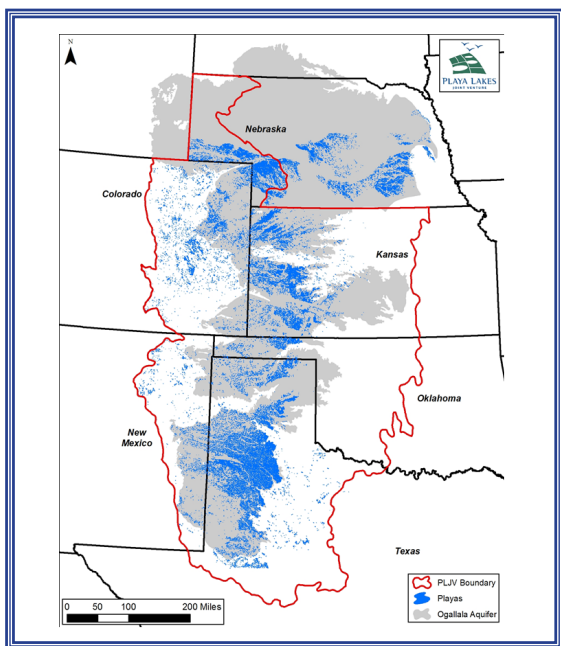 N
PLAYA LAKES
JOINT VENTURE
Nebraska
Colorado
Kansas
Oklahoma
New
Mexico
Texas
PLJV Boundary
Playas
Ogallala Aquifer
0 50 100 200 Miles